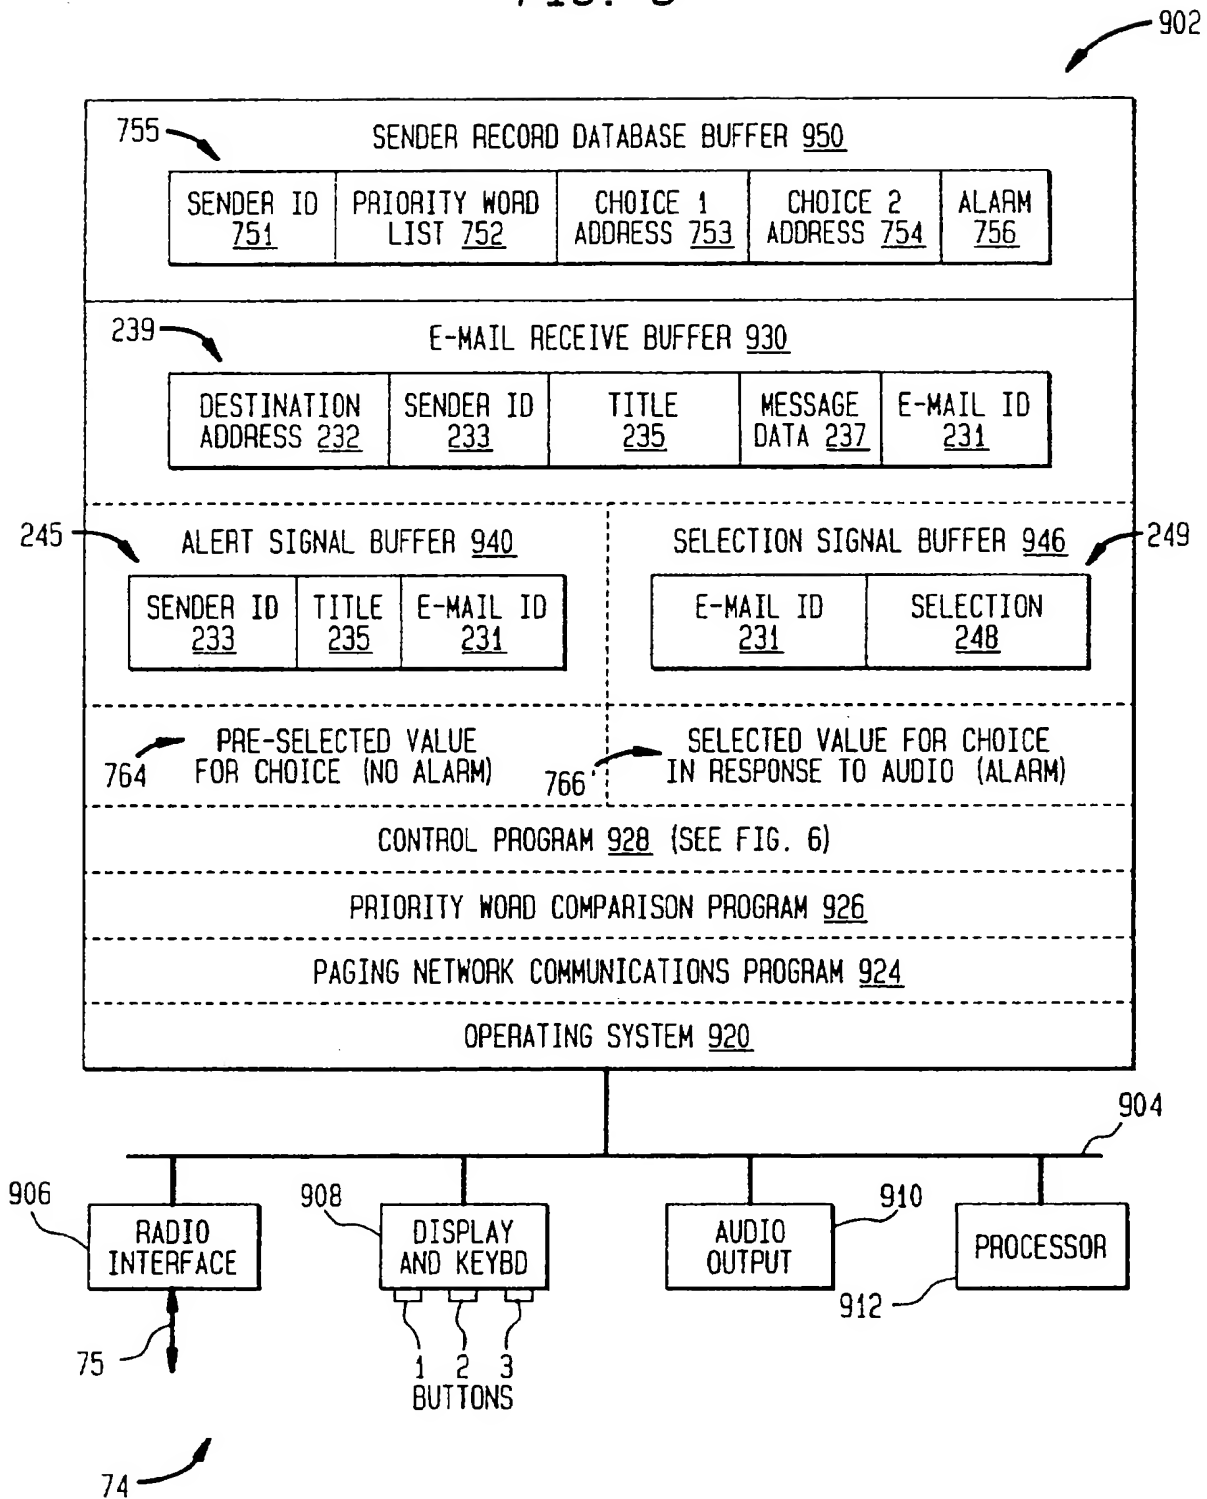 902
755
SENDER RECORD DATABASE BUFFER 950
SENDER ID 751
PRIORITY WORD LIST 752
CHOICE 1 ADDRESS 753
CHOICE 2 ADDRESS 754
ALARM 756
239
E-MAIL RECEIVE BUFFER 930
DESTINATION ADDRESS 232
SENDER ID 233
TITLE 235
MESSAGE DATA 237
E-MAIL ID 231
245
ALERT SIGNAL BUFFER 940
SENDER ID 233
TITLE 235
E-MAIL ID 231
SELECTION SIGNAL BUFFER 946
249
E-MAIL ID 231
SELECTION 248
764
PRE-SELECTED VALUE
FOR CHOICE (NO ALARM)
766
SELECTED VALUE FOR CHOICE
IN RESPONSE TO AUDIO (ALARM)
CONTROL PROGRAM 928 (SEE FIG. 6)
PRIORITY WORD COMPARISON PROGRAM 926
PAGING NETWORK COMMUNICATIONS PROGRAM 924
OPERATING SYSTEM 920
904
906
RADIO
INTERFACE
908
DISPLAY
AND KEYBD
910
AUDIO
OUTPUT
PROCESSOR
912
75
1 2 3
BUTTONS
74